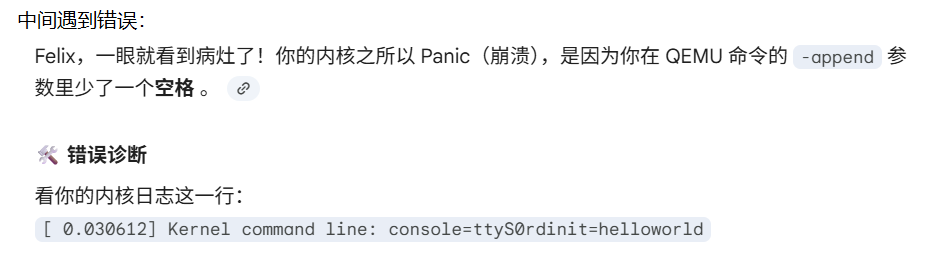 中间遇到错误：
Felix，一眼就看到病灶了！你的内核之所以 Panic（崩溃），是因为你在 QEMU 命令的 -append 参
数里少了一个空格 。
🛠️ 错误诊断
看你的内核日志这一行：
[ 0.030612] Kernel command line: console=ttyS0rdinit=helloworld